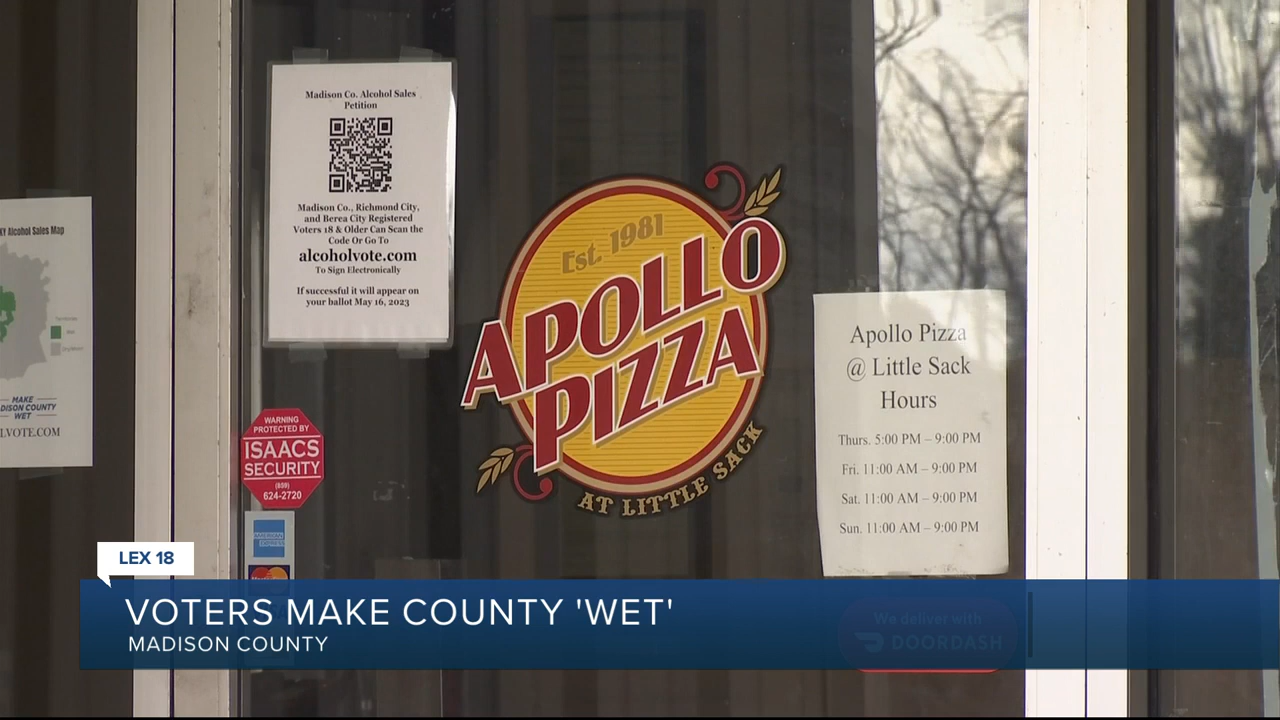 Madison Co. Alcohol Sales
Petition
Madison Co., Richmond City,
and Berea City Registered
Voters 18 & Older Can Scan the
Code Or Go To
alcoholvote.com
To Sign Electronically
If successful it will appear on
your ballot May 16, 2023
KY Alcohol Sales Map
MAKE
DISON COUNTY
WET
LVOTE.COM
WARNING
PROTECTED BY
ISAACS
SECURITY
(859)
624-2720
AMERICAN
EXPRESS
Est. 1981
APOLLO
PIZZA
AT LITTLE SACK
Apollo Pizza
@ Little Sack
Hours
Thurs. 5:00 PM – 9:00 PM
Fri. 11:00 AM – 9:00 PM
Sat. 11:00 AM – 9:00 PM
Sun. 11:00 AM – 9:00 PM
We deliver with
DOORDASH
LEX 18
VOTERS MAKE COUNTY 'WET'
MADISON COUNTY